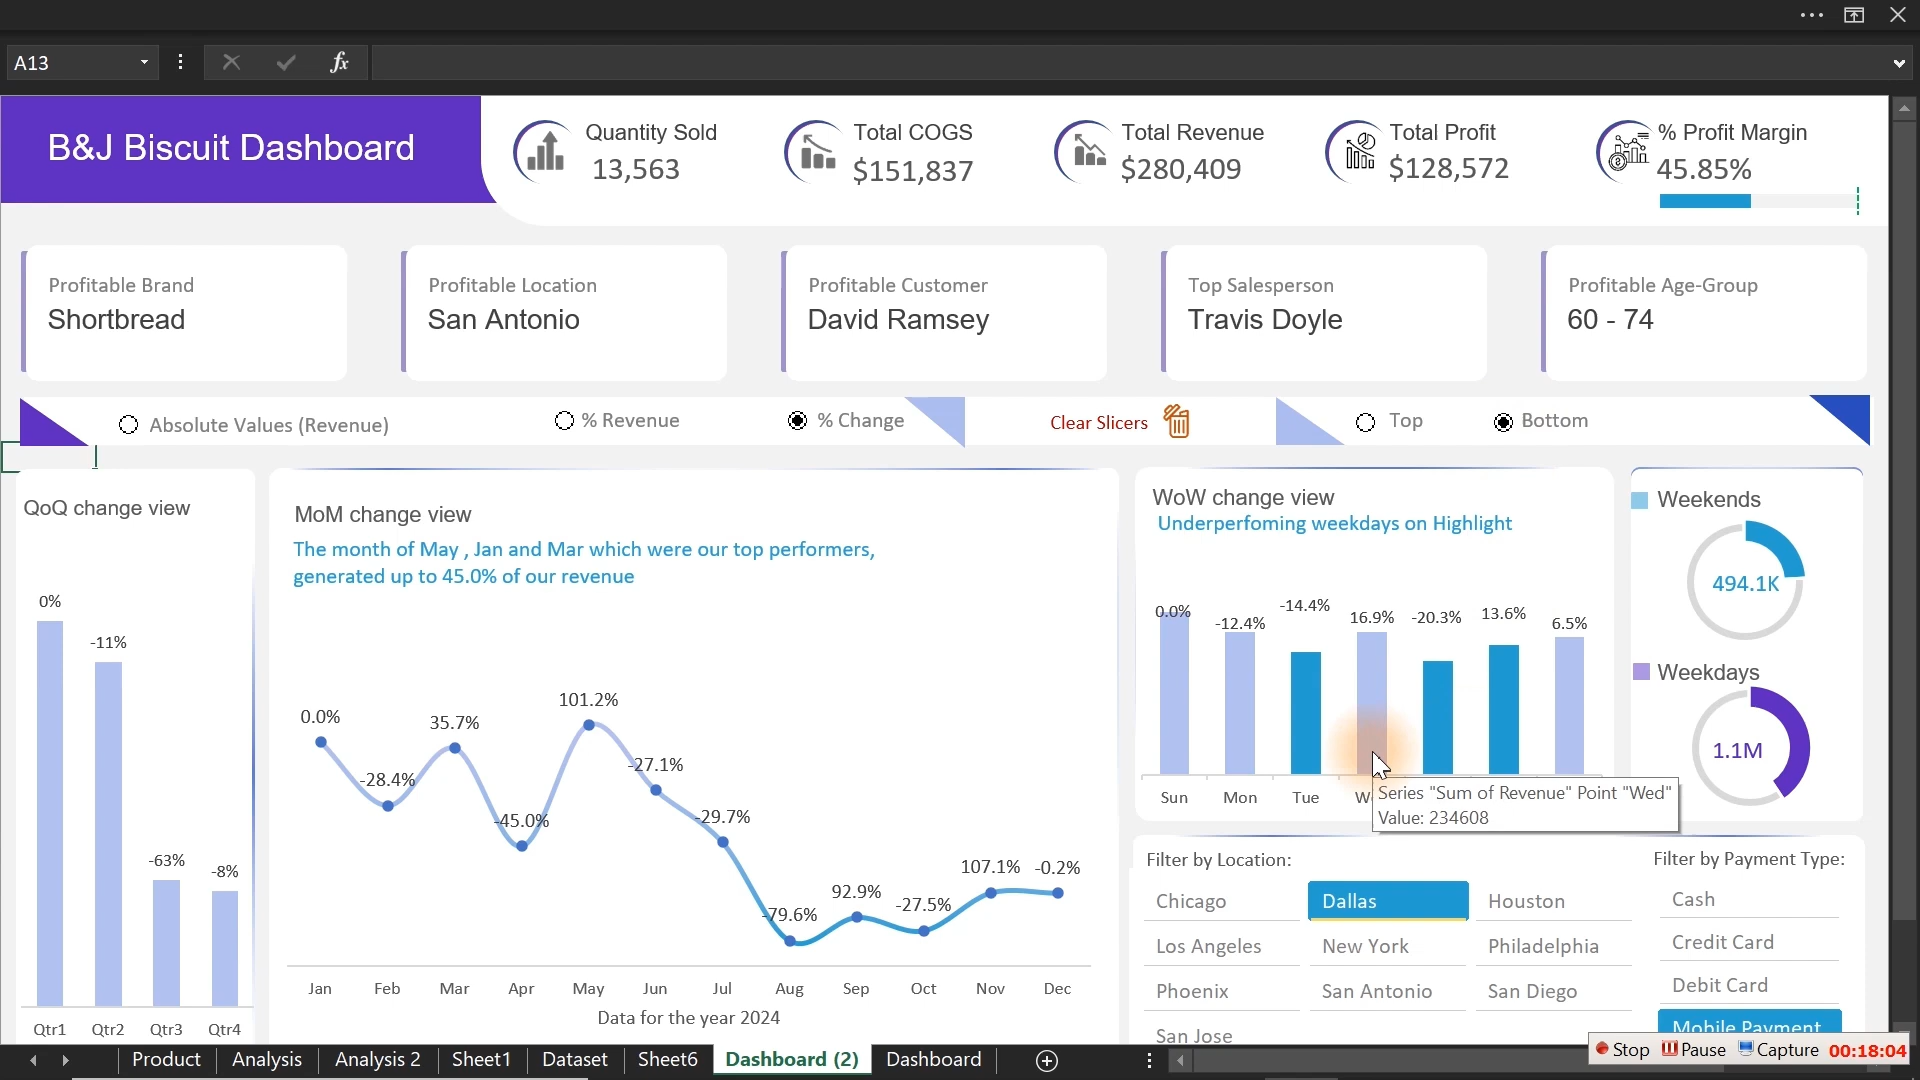 A13
fx
B&J Biscuit Dashboard
Quantity Sold
13,563
Total COGS
$151,837
Total Revenue
$280,409
Total Profit
$128,572
% Profit Margin
45.85%
Profitable Brand
Shortbread
Profitable Location
San Antonio
Profitable Customer
David Ramsey
Top Salesperson
Travis Doyle
Profitable Age-Group
60 - 74
Absolute Values (Revenue)
% Revenue
% Change
Clear Slicers
Top
Bottom
QoQ change view
0%
-11%
-63%
-8%
Qtr1 Qtr2 Qtr3 Qtr4
MoM change view
The month of May , Jan and Mar which were our top performers,
generated up to 45.0% of our revenue
0.0%
-28.4%
35.7%
-45.0%
101.2%
-27.1%
-29.7%
-79.6%
92.9%
-27.5%
107.1%
-0.2%
Jan Feb Mar Apr May Jun Jul Aug Sep Oct Nov Dec
Data for the year 2024
WoW change view
Underperfoming weekdays on Highlight
0.0%
-12.4%
-14.4%
16.9%
-20.3%
13.6%
6.5%
Sun Mon Tue
Series "Sum of Revenue" Point "Wed"
Value: 234608
Weekends
494.1K
Weekdays
1.1M
Filter by Location:
Chicago Dallas Houston
Los Angeles New York Philadelphia
Phoenix San Antonio San Diego
San Jose
Filter by Payment Type:
Cash
Credit Card
Debit Card
Mobile Payment
Product Analysis Analysis 2 Sheet1 Dataset Sheet6 Dashboard (2) Dashboard
Stop Pause Capture 00:18:04